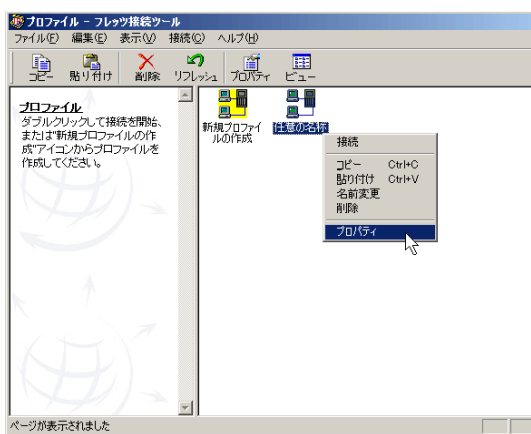 プロファイル - フレッツ接続ツール
ファイル(F) 編集(E) 表示(V) 接続(C) ヘルプ(H)
コピー 貼り付け 削除 リフレッシュ プロパティ ビュー
プロファイル
ダブルクリックして接続を開始、
または"新規プロファイルの作
成"アイコンからプロファイルを
作成してください。
新規プロファイ
ルの作成
任意の名称
接続
コピー Ctrl+C
貼り付け Ctrl+V
名前変更
削除
プロパティ
ページが表示されました